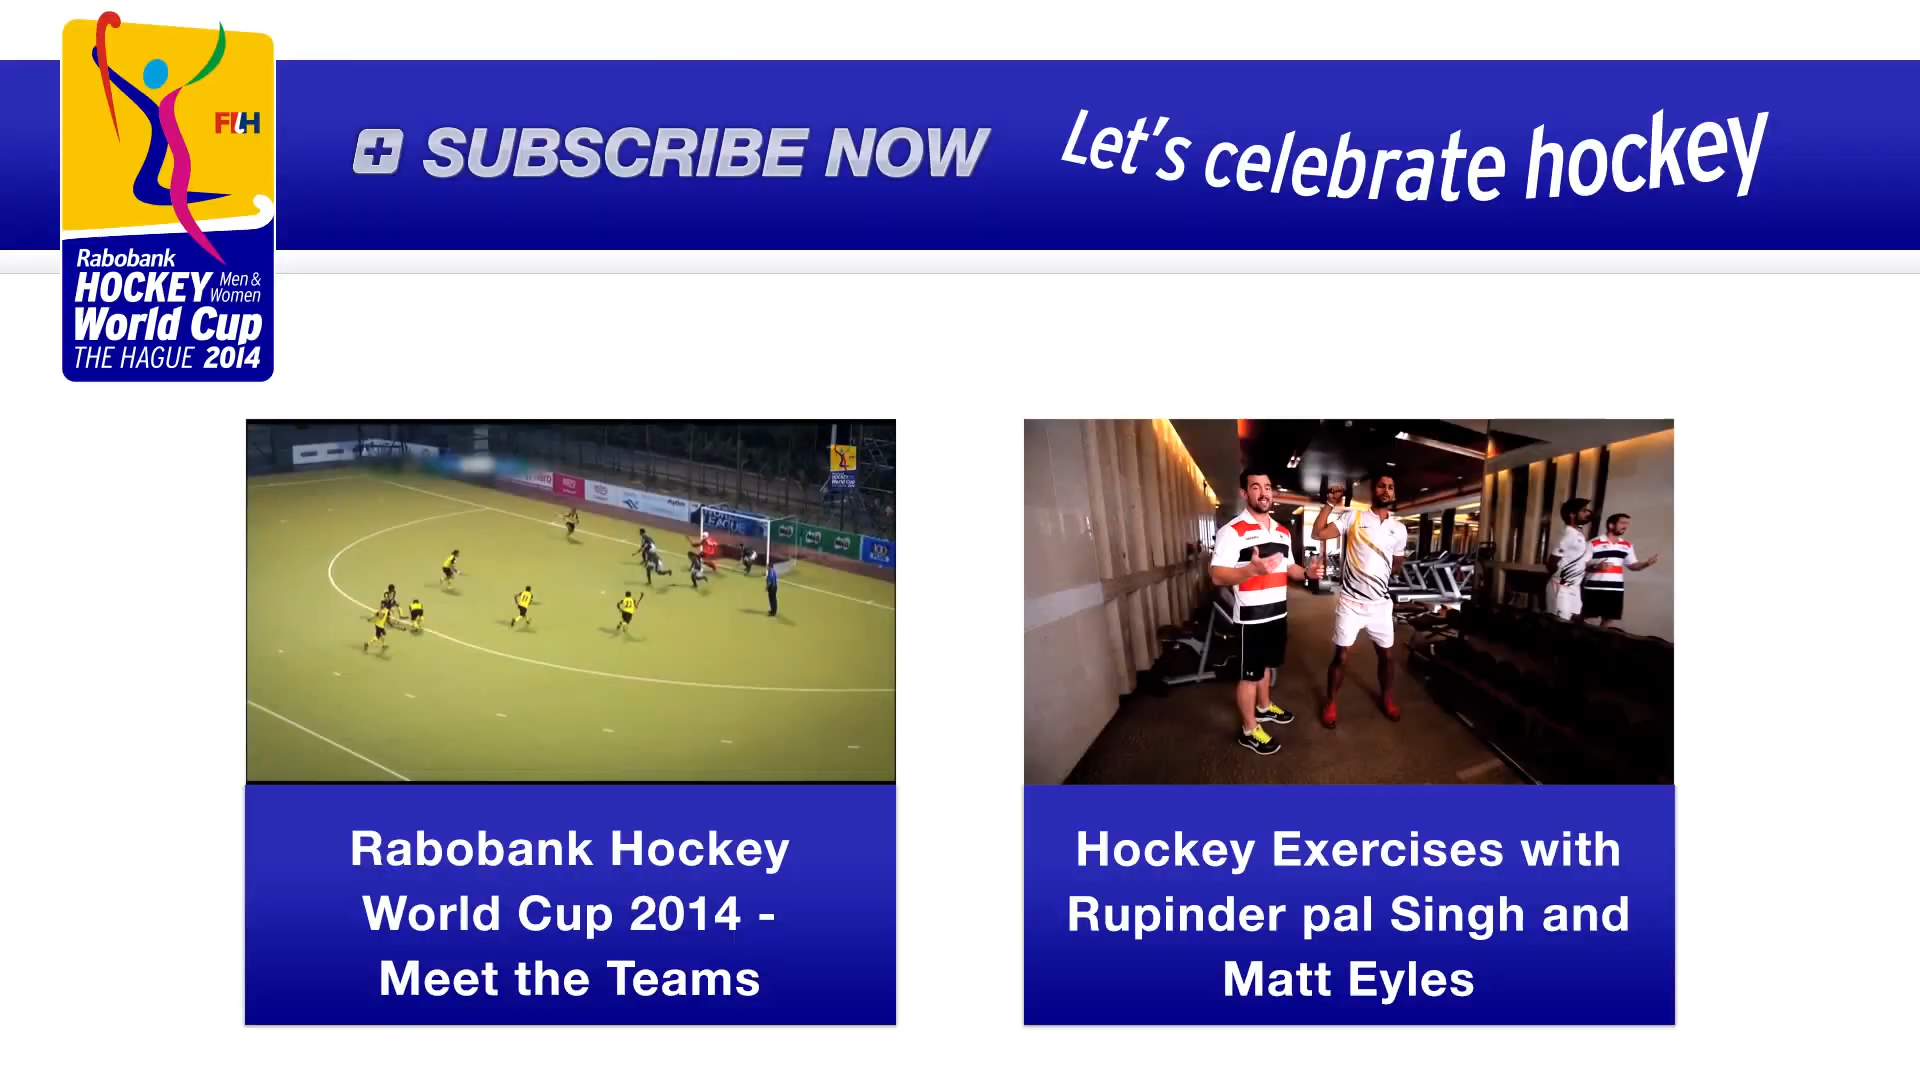 FIH
Rabobank
HOCKEY Men &
Women
World Cup
THE HAGUE 2014
SUBSCRIBE NOW
Let's celebrate hockey
Rabobank Hockey
World Cup 2014 -
Meet the Teams
Hockey Exercises with
Rupinder pal Singh and
Matt Eyles